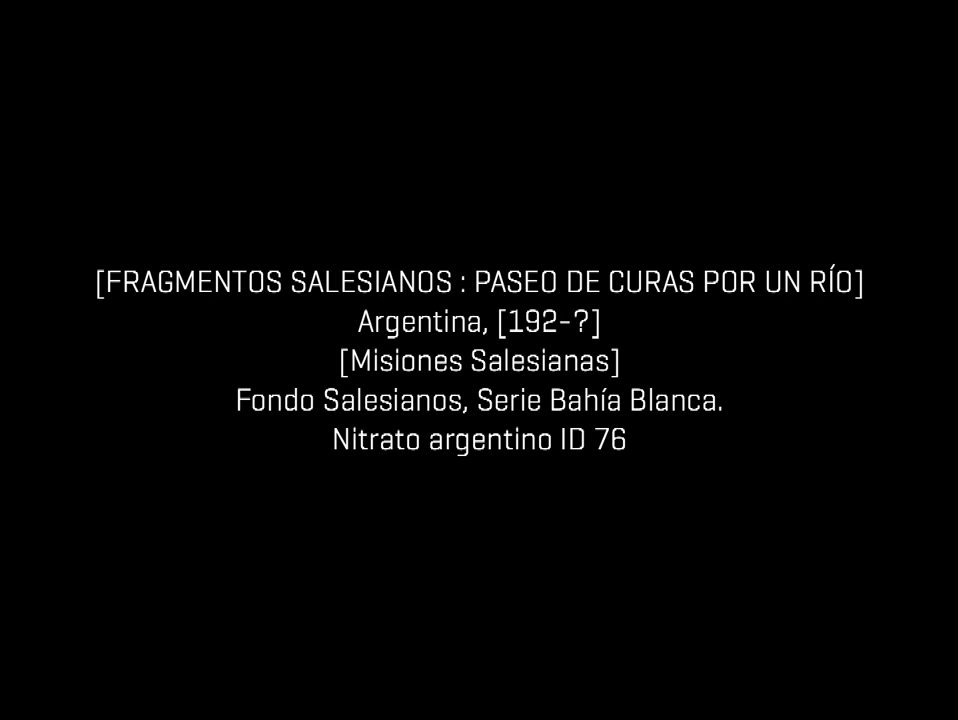 [FRAGMENTOS SALESIANOS : PASEO DE CURAS POR UN RÍO]
Argentina, [192-?]
[Misiones Salesianas]
Fondo Salesianos, Serie Bahía Blanca.
Nitrato argentino ID 76